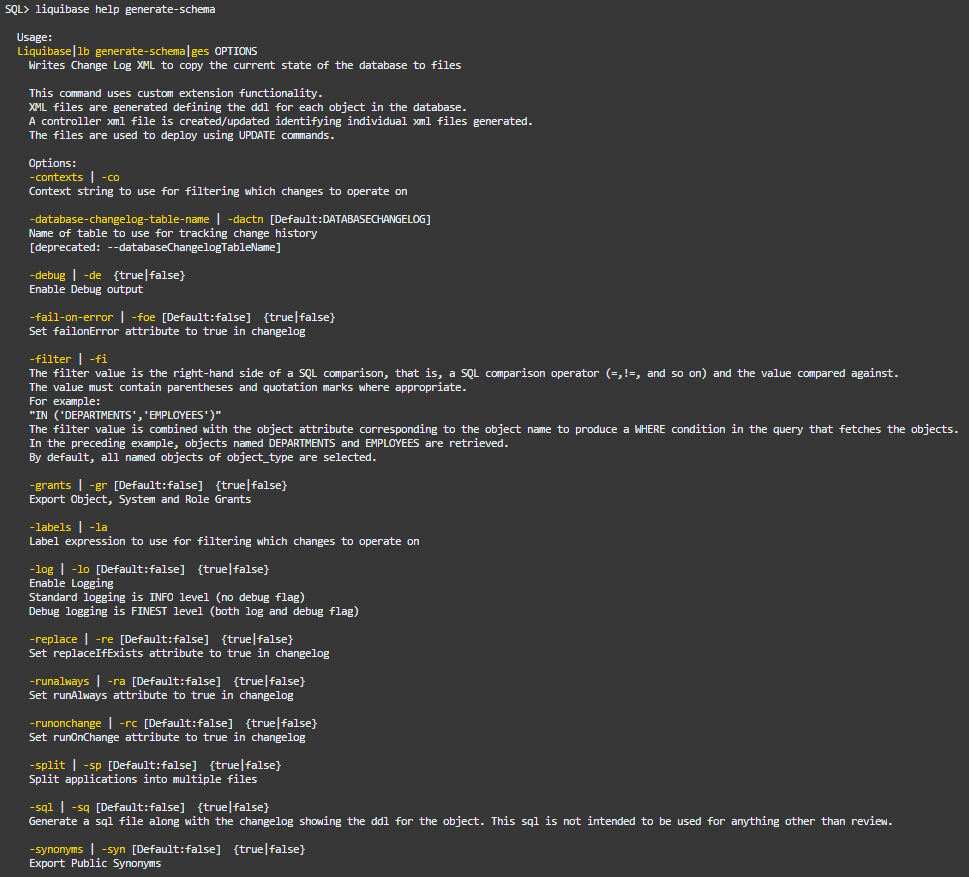 SQL> liquibase help generate-schema
Usage:
Liquibase|lb generate-schema|ges OPTIONS
Writes Change Log XML to copy the current state of the database to files
This command uses custom extension functionality.
XML files are generated defining the ddl for each object in the database.
A controller xml file is created/updated identifying individual xml files generated.
The files are used to deploy using UPDATE commands.
Options:
-contexts | -co
Context string to use for filtering which changes to operate on
-database-changelog-table-name | -dactn [Default:DATABASECHANGELOG]
Name of table to use for tracking change history
[deprecated: --databaseChangelogTableName]
-debug | -de  {true|false}
Enable Debug output
-fail-on-error | -foe [Default:false]  {true|false}
Set failonError attribute to true in changelog
-filter | -fi
The filter value is the right-hand side of a SQL comparison, that is, a SQL comparison operator (=,!=, and so on) and the value compared against.
The value must contain parentheses and quotation marks where appropriate.
For example:
"IN ('DEPARTMENTS','EMPLOYEES')"
The filter value is combined with the object attribute corresponding to the object name to produce a WHERE condition in the query that fetches the objects.
In the preceding example, objects named DEPARTMENTS and EMPLOYEES are retrieved.
By default, all named objects of object_type are selected.
-grants | -gr [Default:false]  {true|false}
Export Object, System and Role Grants
-labels | -la
Label expression to use for filtering which changes to operate on
-log | -lo [Default:false]  {true|false}
Enable Logging
Standard logging is INFO level (no debug flag)
Debug logging is FINEST level (both log and debug flag)
-replace | -re [Default:false]  {true|false}
Set replaceIfExists attribute to true in changelog
-runalways | -ra [Default:false]  {true|false}
Set runAlways attribute to true in changelog
-runonchange | -rc [Default:false]  {true|false}
Set runOnChange attribute to true in changelog
-split | -sp [Default:false]  {true|false}
Split applications into multiple files
-sql | -sq [Default:false]  {true|false}
Generate a sql file along with the changelog showing the ddl for the object. This sql is not intended to be used for anything other than review.
-synonyms | -syn [Default:false]  {true|false}
Export Public Synonyms